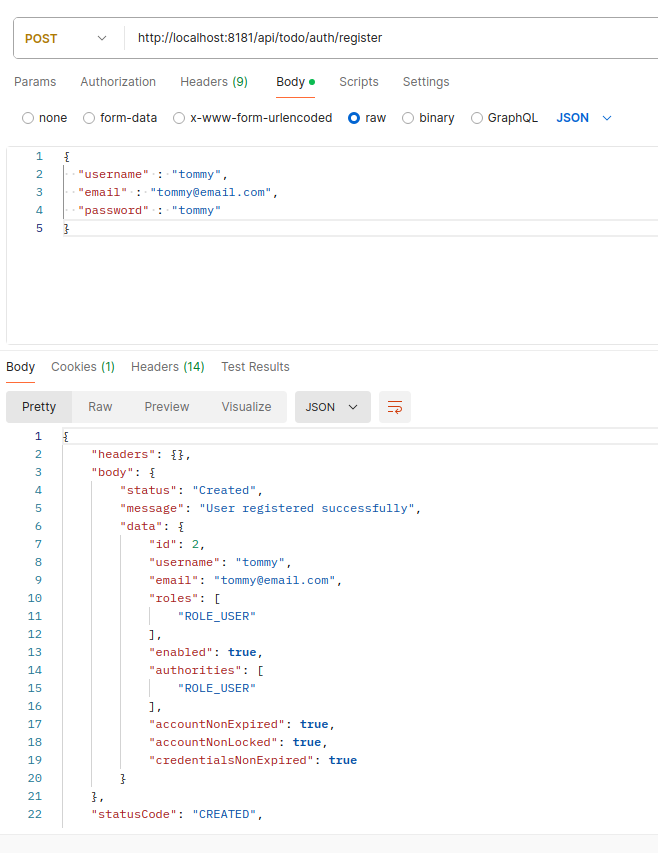 POST http://localhost:8181/api/todo/auth/register
Params Authorization Headers (9) Body Scripts Settings
none form-data x-www-form-urlencoded raw binary GraphQL JSON
1 {
2 "username" : "tommy",
3 "email" : "tommy@email.com",
4 "password" : "tommy"
5 }
Body Cookies (1) Headers (14) Test Results
Pretty Raw Preview Visualize JSON
1 {
2 "headers": {},
3 "body": {
4 "status": "Created",
5 "message": "User registered successfully",
6 "data": {
7 "id": 2,
8 "username": "tommy",
9 "email": "tommy@email.com",
10 "roles": [
11 "ROLE_USER"
12 ],
13 "enabled": true,
14 "authorities": [
15 "ROLE_USER"
16 ],
17 "accountNonExpired": true,
18 "accountNonLocked": true,
19 "credentialsNonExpired": true
20 }
21 },
22 "statusCode": "CREATED",